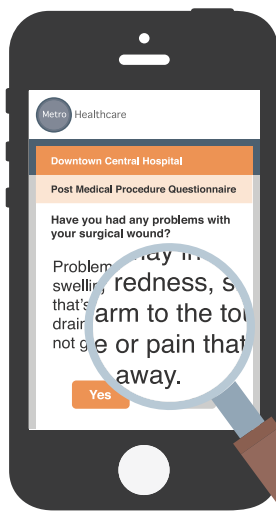 Metro Healthcare
Downtown Central Hospital
Post Medical Procedure Questionnaire
Have you had any problems with
your surgical wound?
Problem
swelling redness, s
that's arm to the tou
drain e or pain that
not g away.
Yes